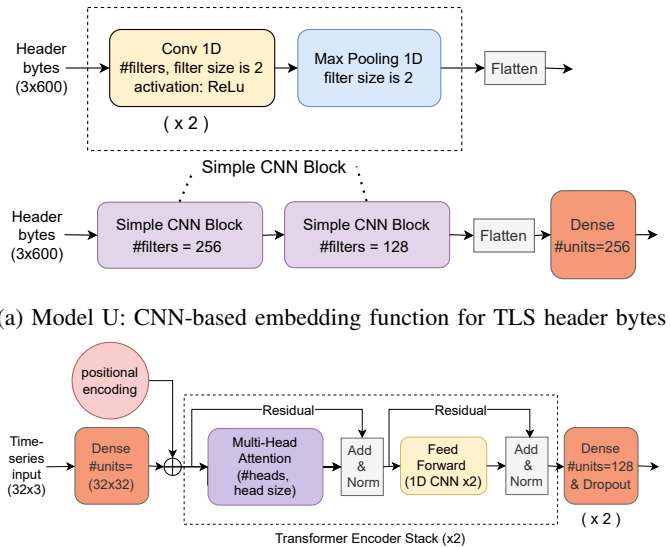 Header
bytes
(3x600)
Conv 1D
#filters, filter size is 2
activation: ReLu
( x 2 )
Max Pooling 1D
filter size is 2
Flatten
Simple CNN Block
Header
bytes
(3x600)
Simple CNN Block
#filters = 256
Simple CNN Block
#filters = 128
Flatten
Dense
#units=256
(a) Model U: CNN-based embedding function for TLS header bytes
positional
encoding
Time-
series
input
(32x3)
Dense
#units=
(32x32)
Residual
Multi-Head
Attention
(#heads,
head size)
Add
&
Norm
Residual
Feed
Forward
(1D CNN x2)
Add
&
Norm
Dense
#units=128
& Dropout
( x 2 )
Transformer Encoder Stack (x2)